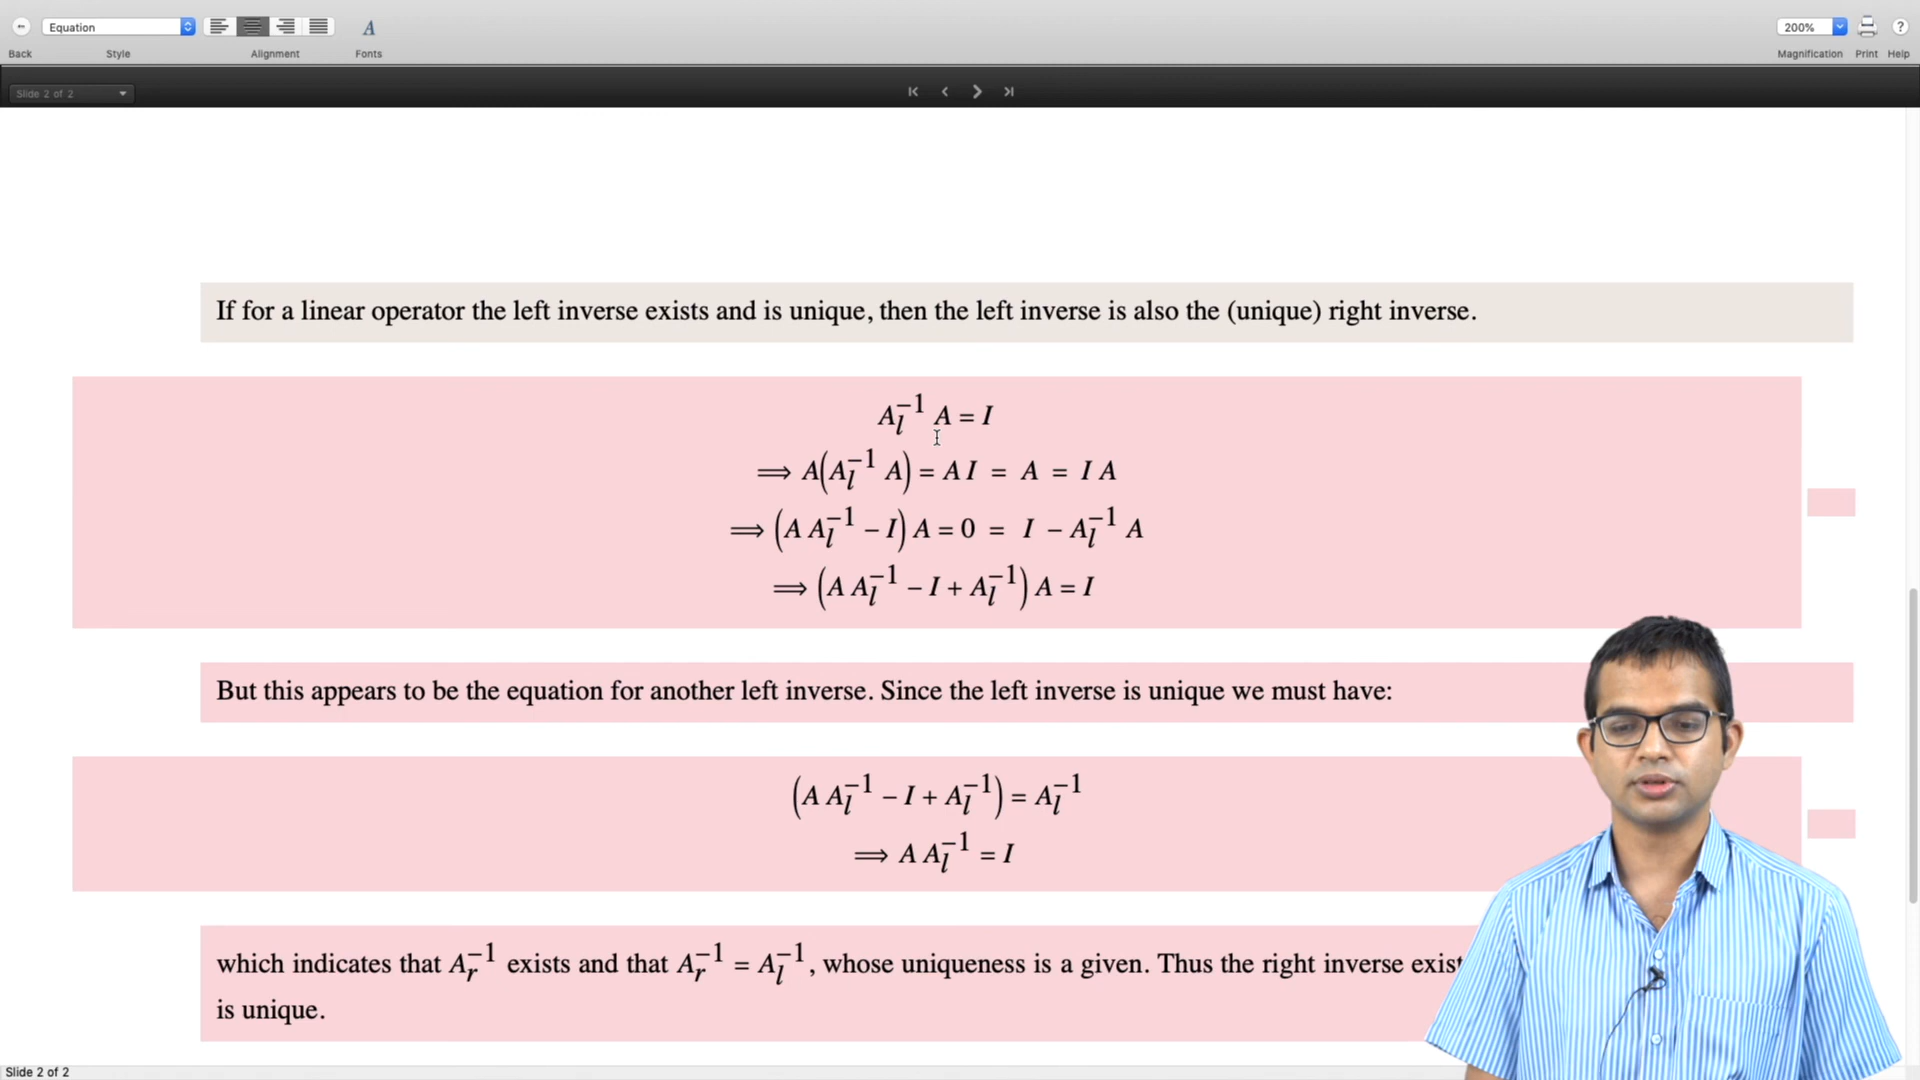 Equation
200%
Back
Style
Alignment
A
Fonts
Magnification
Print
?
Help
Slide 2 of 2
If for a linear operator the left inverse exists and is unique, then the left inverse is also the (unique) right inverse.
A_l^{-1} A = I
⟹ A(A_l^{-1} A) = A I = A = I A
⟹ (A A_l^{-1} − I) A = 0 = I − A_l^{-1} A
⟹ (A A_l^{-1} − I + A_l^{-1}) A = I
But this appears to be the equation for another left inverse. Since the left inverse is unique we must have:
(A A_l^{-1} − I + A_l^{-1}) = A_l^{-1}
⟹ A A_l^{-1} = I
which indicates that A_r^{-1} exists and that A_r^{-1} = A_l^{-1}, whose uniqueness is a given. Thus the right inverse
is unique.
Slide 2 of 2